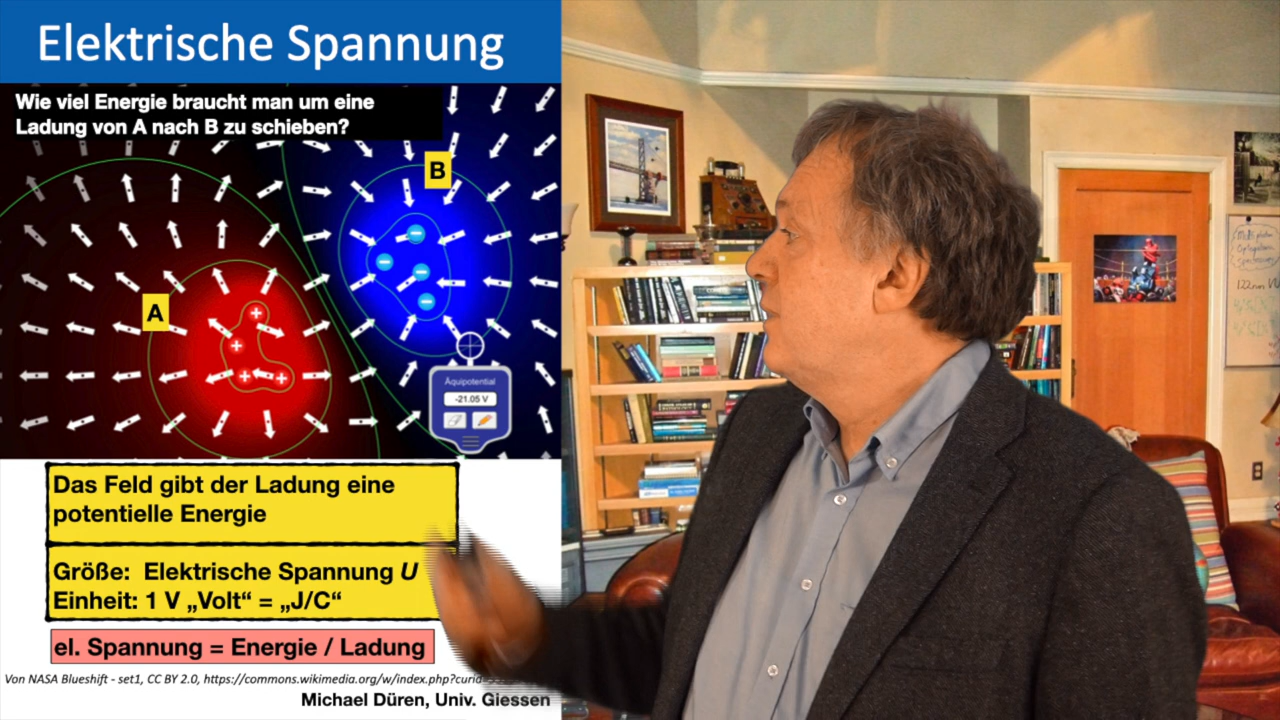 Elektrische Spannung
Wie viel Energie braucht man um eine
Ladung von A nach B zu schieben?
B
A
Äquipotential
-21.05 V
Das Feld gibt der Ladung eine
potentielle Energie
Größe: Elektrische Spannung U
Einheit: 1 V „Volt“ = „J/C“
el. Spannung = Energie / Ladung
Von NASA Blueshift - set1, CC BY 2.0, https://commons.wikimedia.org/w/index.php?curid
Michael Düren, Univ. Giessen